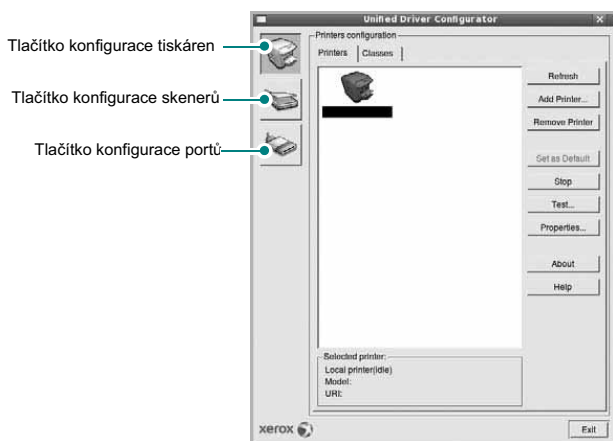 Unified Driver Configurator
Tlačítko konfigurace tiskáren
Tlačítko konfigurace skenerů
Tlačítko konfigurace portů
Printers configuration
Printers
Classes
Refresh
Add Printer...
Remove Printer
Set as Default
Stop
Test...
Properties...
About
Help
Selected printer:
Local printer(idle)
Model:
URI:
xerox
Exit